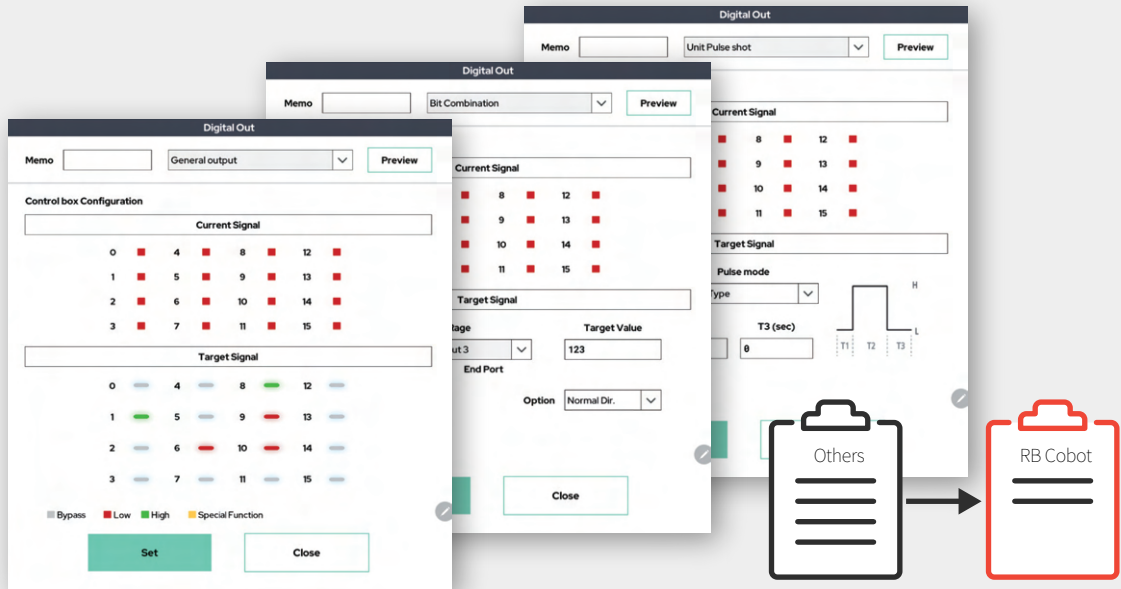 Digital Out
Memo Unit Pulse shot Preview
Current Signal
8 12
9 13
10 14
11 15
Target Signal
Pulse mode
Type
H
L
T3 (sec)
0
T1 T2 T3
Digital Out
Memo Bit Combination Preview
Current Signal
8 12
9 13
10 14
11 15
Target Signal
Target Value
ut 3 123
End Port
Option Normal Dir.
Close
Digital Out
Memo General output Preview
Control box Configuration
Current Signal
0 4 8 12
1 5 9 13
2 6 10 14
3 7 11 15
Target Signal
0 4 8 12
1 5 9 13
2 6 10 14
3 7 11 15
Bypass Low High Special Function
Set Close
Others
RB Cobot